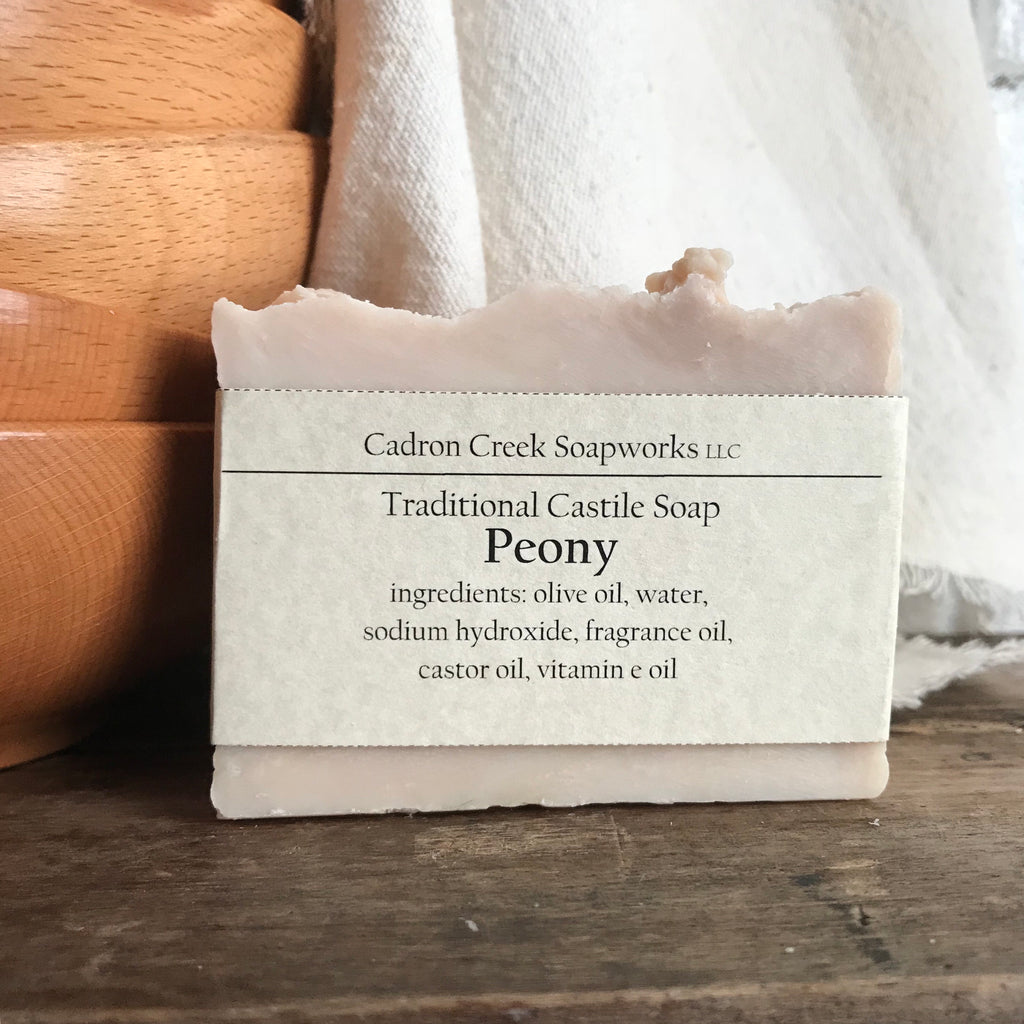 Cadron Creek Soapworks LLC
Traditional Castile Soap
Peony
ingredients: olive oil, water,
sodium hydroxide, fragrance oil,
castor oil, vitamin e oil